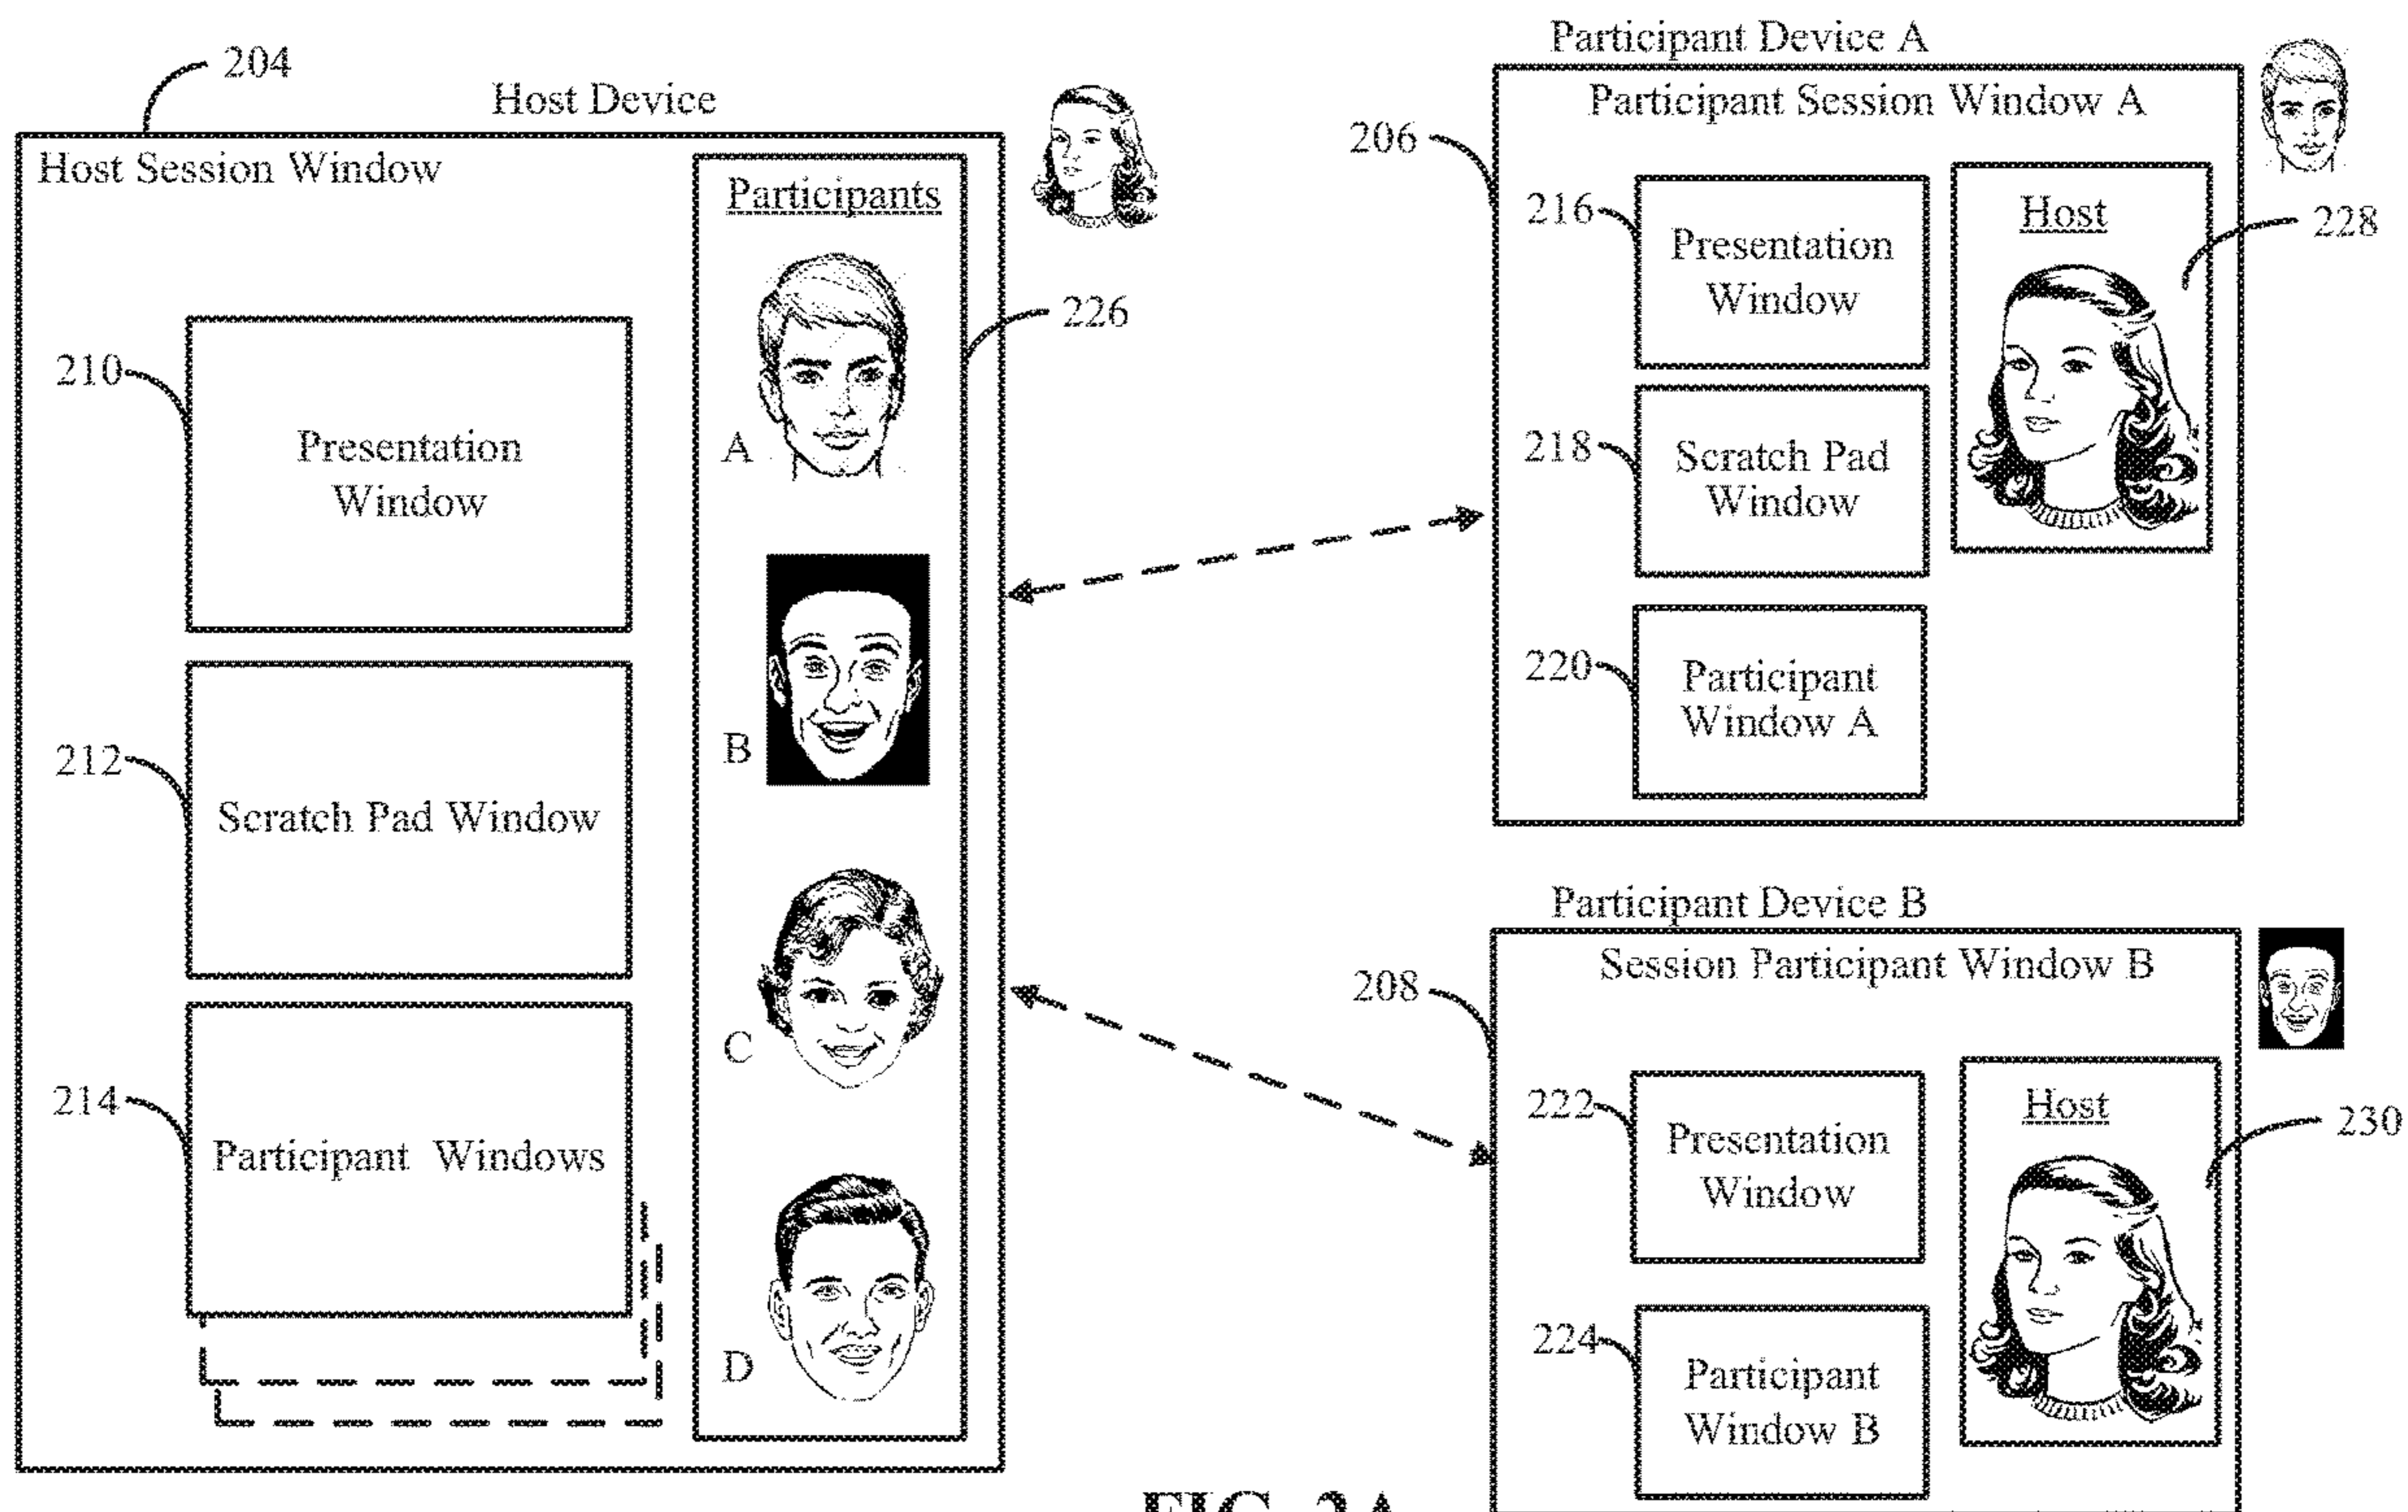 204
Host Device
Host Session Window
Participants
210
Presentation
Window
226
A
B
212
Scratch Pad Window
C
214
Participant Windows
D
Participant Device A
Participant Session Window A
206
216
Presentation
Window
Host
228
218
Scratch Pad
Window
220
Participant
Window A
Participant Device B
Session Participant Window B
208
222
Presentation
Window
Host
230
224
Participant
Window B
FIG. 2A